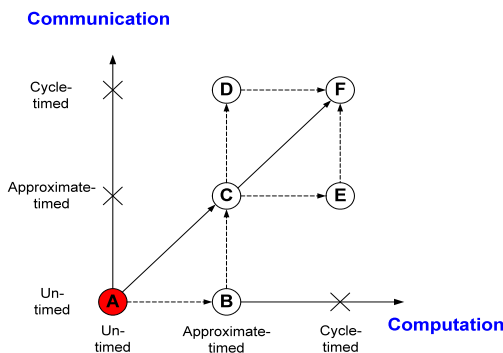 Communication
Cycle-
timed
D
F
Approximate-
timed
C
E
Un-
timed
A
B
Computation
Un-
timed
Approximate-
timed
Cycle-
timed